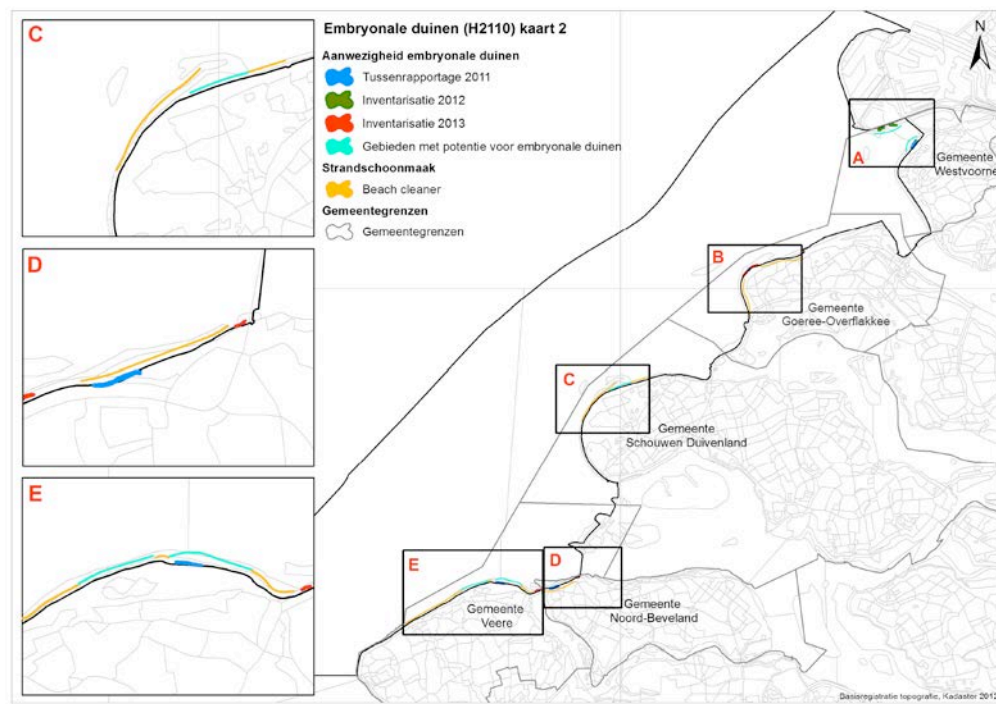 C
D
E
Embryonale duinen (H2110) kaart 2
Aanwezigheid embryonale duinen
Tussenrapportage 2011
Inventarisatie 2012
Inventarisatie 2013
Gebieden met potentie voor embryonale duinen
Strandschoonmaak
Beach cleaner
Gemeentegrenzen
Gemeentegrenzen
N
A
Gemeente
Westvoorne
B
Gemeente
Goeree-Overflakkee
C
Gemeente
Schouwen Duivenland
E
D
Gemeente
Veere
Gemeente
Noord-Beveland
Basisregistratie topografie, Kadaster 2012